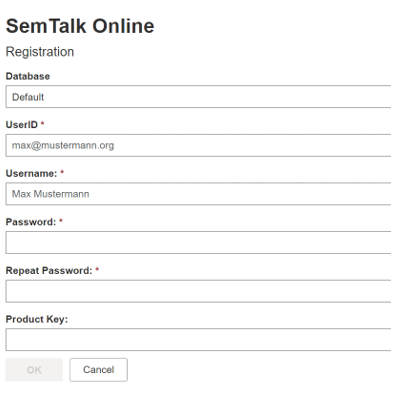 SemTalk Online
Registration
Database
Default
UserID *
max@mustermann.org
Username: *
Max Mustermann
Password: *
Repeat Password: *
Product Key:
OK Cancel